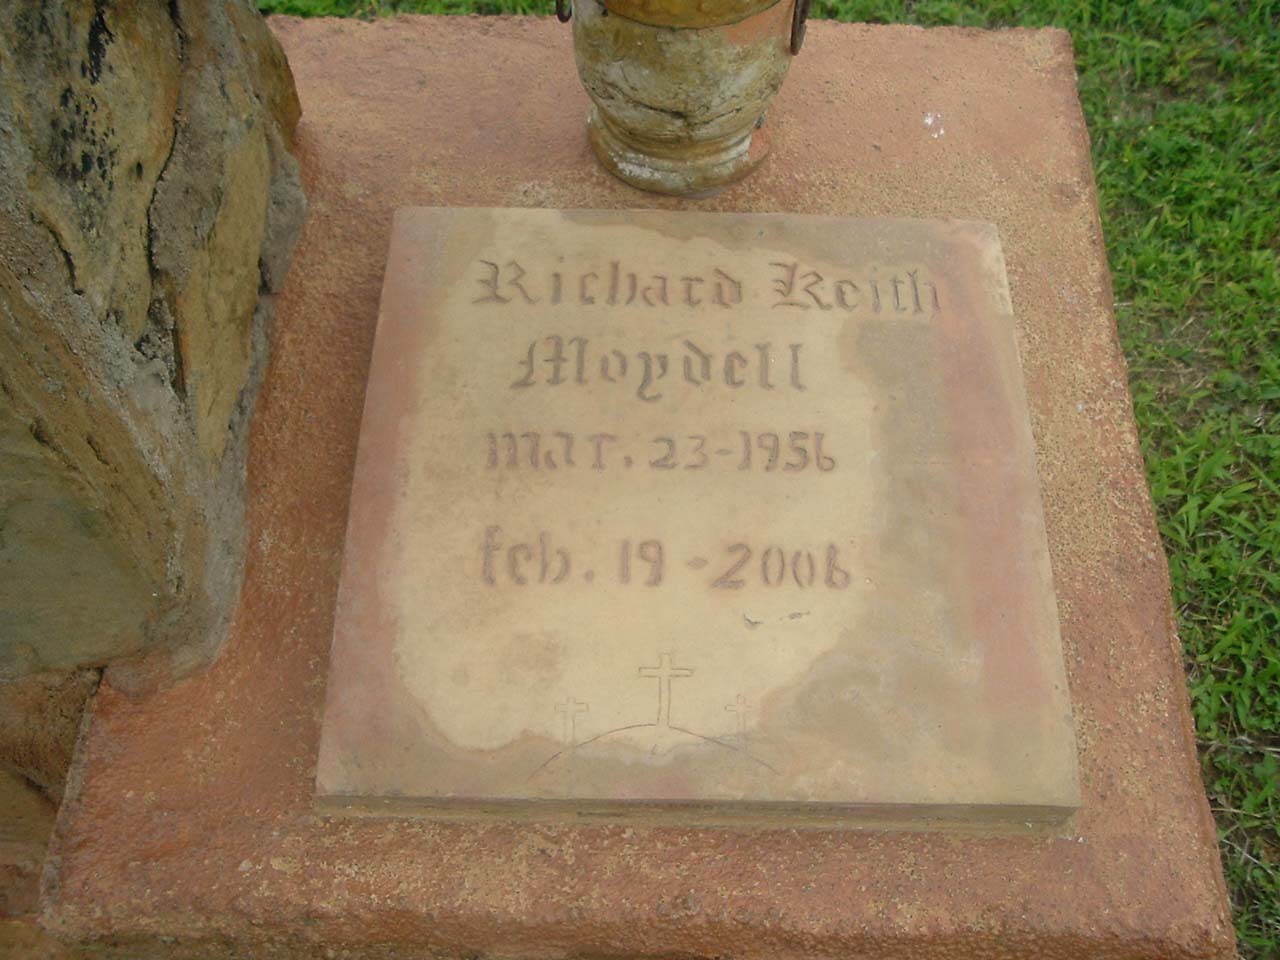 Richard Keith
Moydell
mar. 23-1956
feb. 19-2006